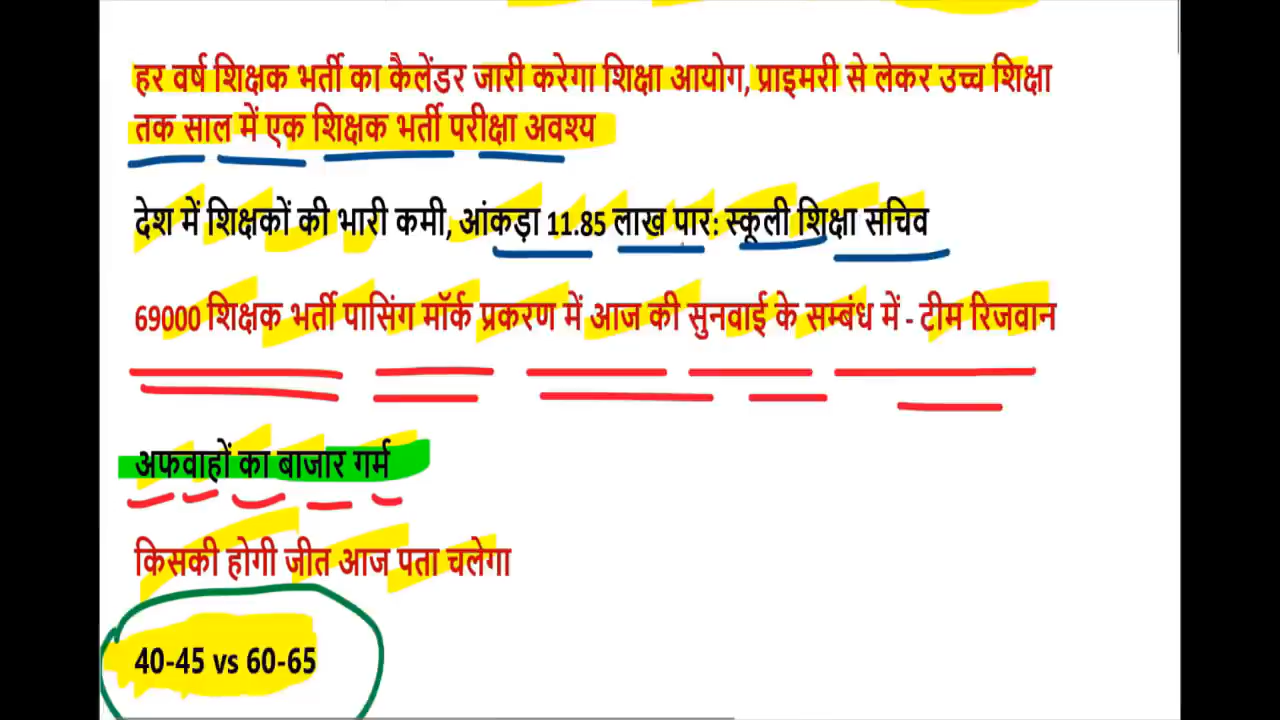 हर वर्ष शिक्षक भर्ती का कैलेंडर जारी करेगा शिक्षा आयोग, प्राइमरी से लेकर उच्च शिक्षा
तक साल में एक शिक्षक भर्ती परीक्षा अवश्य
देश में शिक्षकों की भारी कमी, आंकड़ा 11.85 लाख पार: स्कूली शिक्षा सचिव
69000 शिक्षक भर्ती पासिंग मॉर्क प्रकरण में आज की सुनवाई के सम्बंध में - टीम रिजवान
अफवाहों का बाजार गर्म
किसकी होगी जीत आज पता चलेगा
40-45 vs 60-65